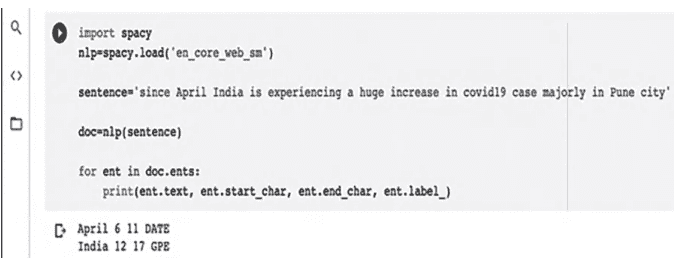 import spacy
nlp=spacy.load('en_core_web_sm')
sentence='since April India is experiencing a huge increase in covid19 case majorly in Pune city'
doc=nlp(sentence)
for ent in doc.ents:
print(ent.text, ent.start_char, ent.end_char, ent.label_)
April 6 11 DATE
India 12 17 GPE